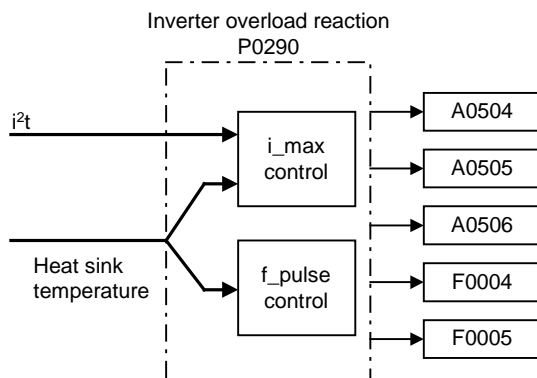 Inverter overload reaction
P0290
i²t
i_max
control
Heat sink
temperature
f_pulse
control
A0504
A0505
A0506
F0004
F0005